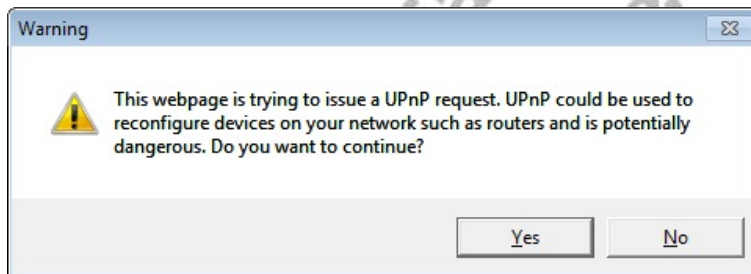 Warning
This webpage is trying to issue a UPnP request. UPnP could be used to
reconfigure devices on your network such as routers and is potentially
dangerous. Do you want to continue?
Yes
No